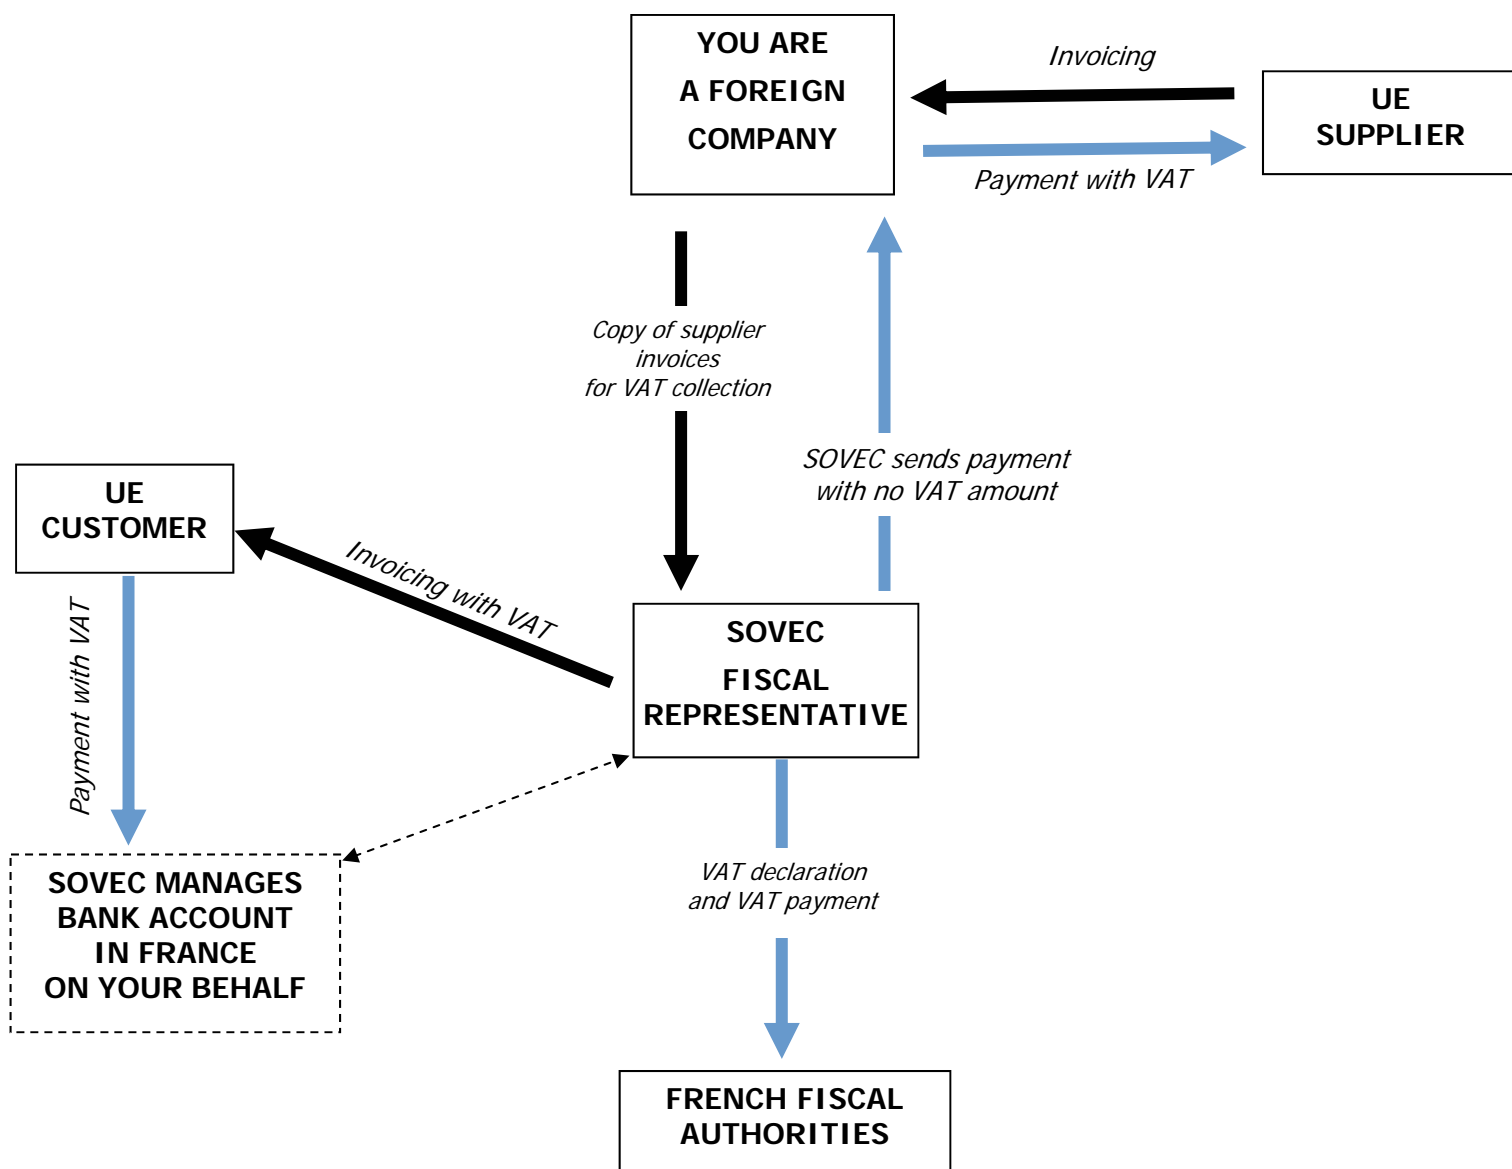 YOU ARE
A FOREIGN
COMPANY
Invoicing
UE
SUPPLIER
Payment with VAT
Copy of supplier
invoices
for VAT collection
SOVEC sends payment
with no VAT amount
UE
CUSTOMER
Invoicing with VAT
Payment with VAT
SOVEC
FISCAL
REPRESENTATIVE
SOVEC MANAGES
BANK ACCOUNT
IN FRANCE
ON YOUR BEHALF
VAT declaration
and VAT payment
FRENCH FISCAL
AUTHORITIES